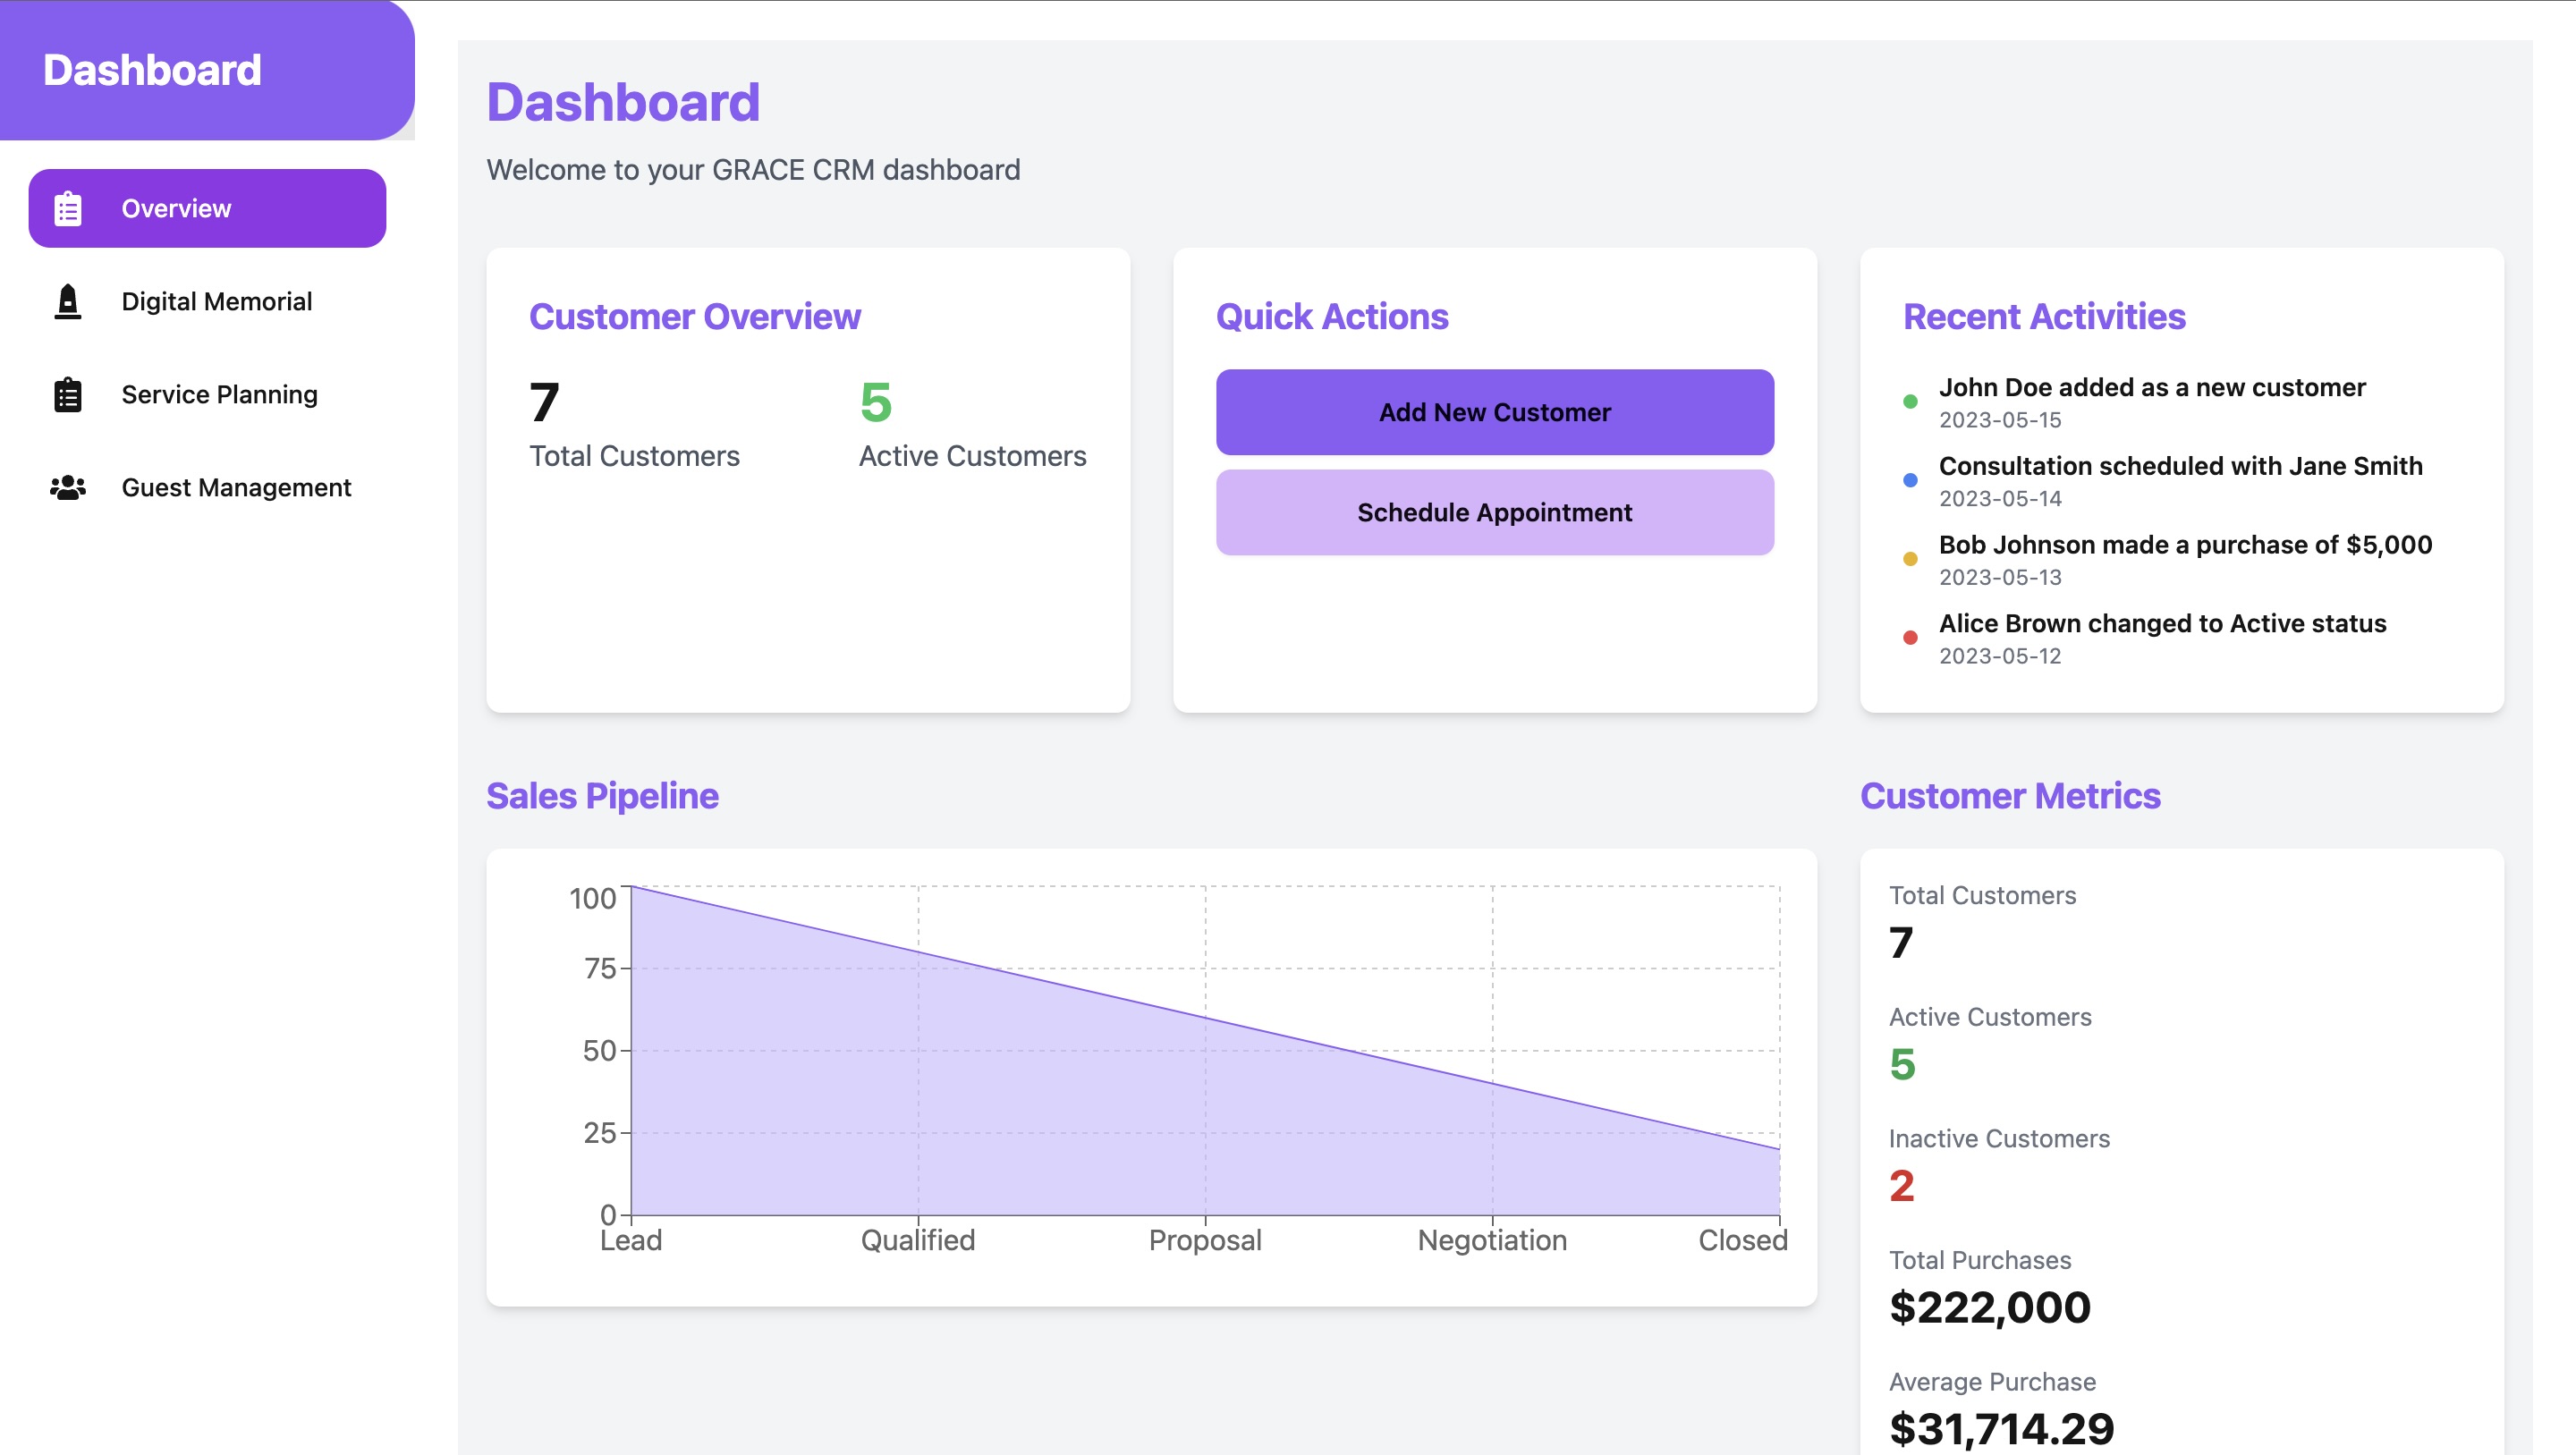 Dashboard
Overview
Digital Memorial
Service Planning
Guest Management
Dashboard
Welcome to your GRACE CRM dashboard
Customer Overview
7
Total Customers
5
Active Customers
Quick Actions
Add New Customer
Schedule Appointment
Recent Activities
John Doe added as a new customer
2023-05-15
Consultation scheduled with Jane Smith
2023-05-14
Bob Johnson made a purchase of $5,000
2023-05-13
Alice Brown changed to Active status
2023-05-12
Sales Pipeline
100
75
50
25
0
Lead Qualified Proposal Negotiation Closed
Customer Metrics
Total Customers
7
Active Customers
5
Inactive Customers
2
Total Purchases
$222,000
Average Purchase
$31,714.29